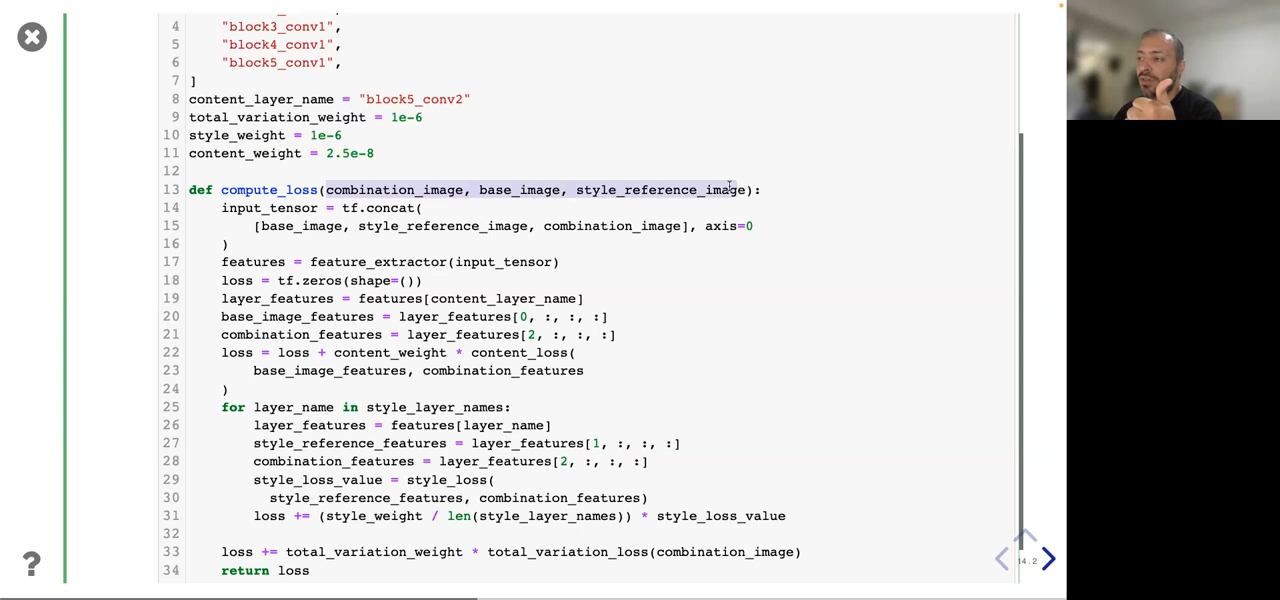 4 "block3_conv1",
5 "block4_conv1",
6 "block5_conv1",
7 ]
8 content_layer_name = "block5_conv2"
9 total_variation_weight = 1e-6
10 style_weight = 1e-6
11 content_weight = 2.5e-8
12
13 def compute_loss(combination_image, base_image, style_reference_image):
14 input_tensor = tf.concat(
15 [base_image, style_reference_image, combination_image], axis=0
16 )
17 features = feature_extractor(input_tensor)
18 loss = tf.zeros(shape=())
19 layer_features = features[content_layer_name]
20 base_image_features = layer_features[0, :, :, :]
21 combination_features = layer_features[2, :, :, :]
22 loss = loss + content_weight * content_loss(
23 base_image_features, combination_features
24 )
25 for layer_name in style_layer_names:
26 layer_features = features[layer_name]
27 style_reference_features = layer_features[1, :, :, :]
28 combination_features = layer_features[2, :, :, :]
29 style_loss_value = style_loss(
30 style_reference_features, combination_features)
31 loss += (style_weight / len(style_layer_names)) * style_loss_value
32
33 loss += total_variation_weight * total_variation_loss(combination_image)
34 return loss
?
14.2